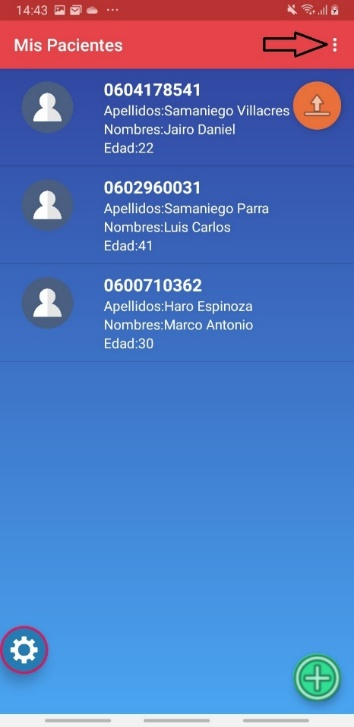 14:43
Mis Pacientes
0604178541
Apellidos:Samaniego Villacres
Nombres:Jairo Daniel
Edad:22
0602960031
Apellidos:Samaniego Parra
Nombres:Luis Carlos
Edad:41
0600710362
Apellidos:Haro Espinoza
Nombres:Marco Antonio
Edad:30